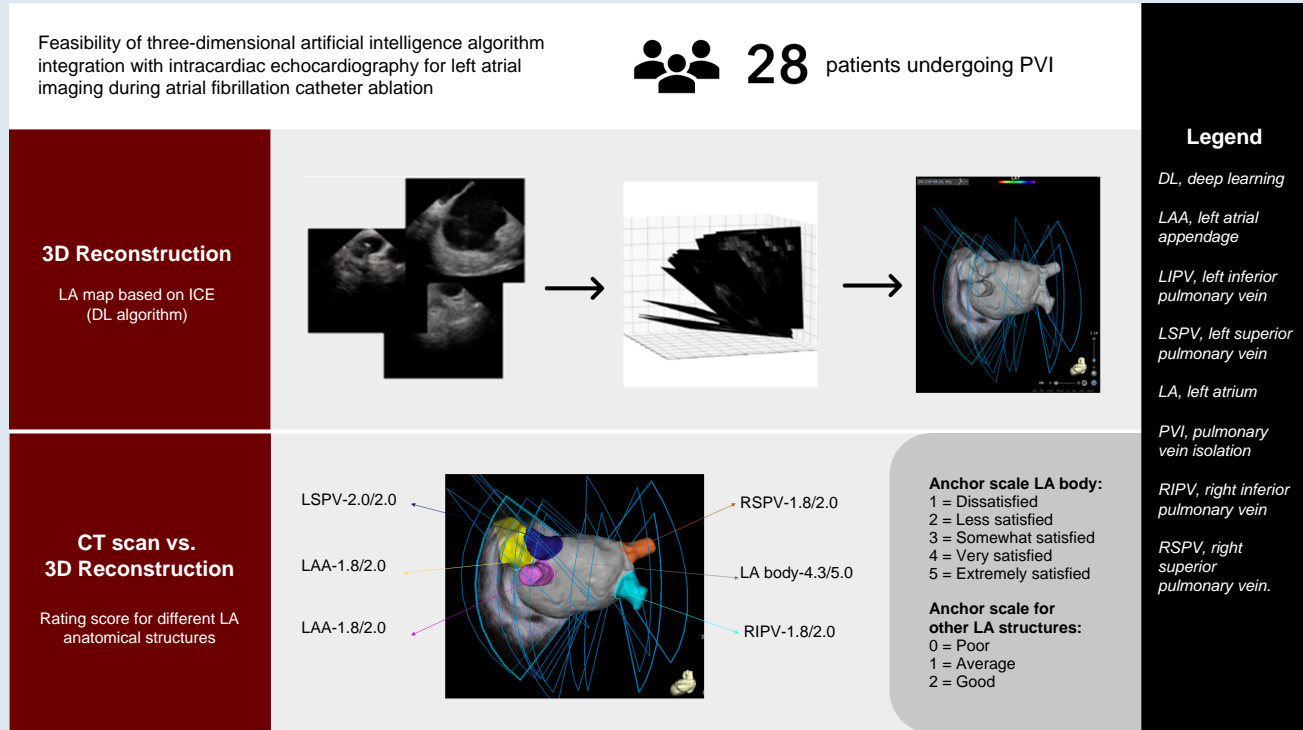 Feasibility of three-dimensional artificial intelligence algorithm
integration with intracardiac echocardiography for left atrial
imaging during atrial fibrillation catheter ablation
28 patients undergoing PVI
3D Reconstruction
LA map based on ICE
(DL algorithm)
LAT
CT scan vs.
3D Reconstruction
Rating score for different LA
anatomical structures
LSPV-2.0/2.0
LAA-1.8/2.0
LAA-1.8/2.0
RSPV-1.8/2.0
LA body-4.3/5.0
RIPV-1.8/2.0
Anchor scale LA body:
1 = Dissatisfied
2 = Less satisfied
3 = Somewhat satisfied
4 = Very satisfied
5 = Extremely satisfied
Anchor scale for
other LA structures:
0 = Poor
1 = Average
2 = Good
Legend
DL, deep learning
LAA, left atrial
appendage
LIPV, left inferior
pulmonary vein
LSPV, left superior
pulmonary vein
LA, left atrium
PVI, pulmonary
vein isolation
RIPV, right inferior
pulmonary vein
RSPV, right
superior
pulmonary vein.